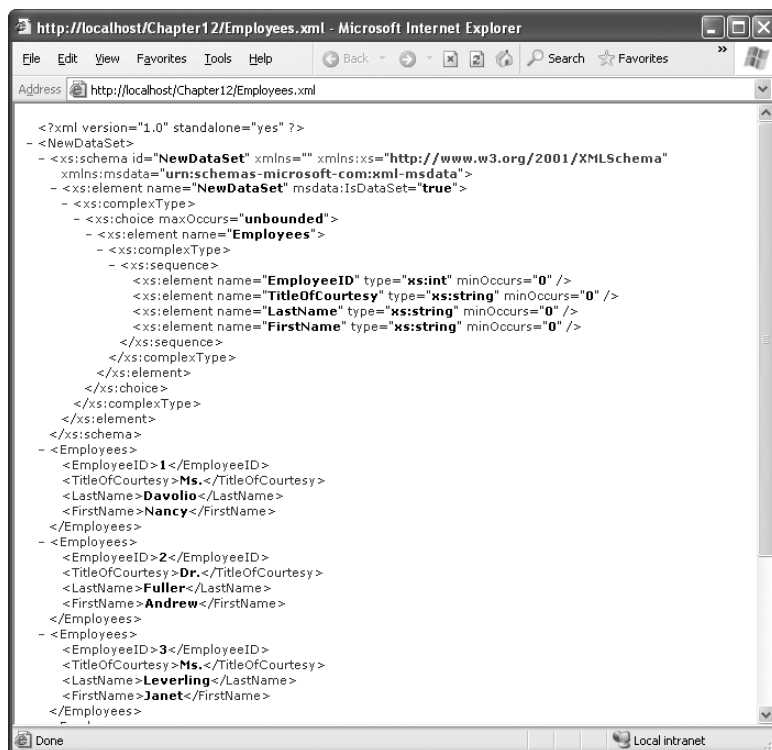 http://localhost/Chapter12/Employees.xml - Microsoft Internet Explorer
File Edit View Favorites Tools Help Back Search Favorites »
Address http://localhost/Chapter12/Employees.xml
<?xml version="1.0" standalone="yes" ?>
- <NewDataSet>
- <xs:schema id="NewDataSet" xmlns="" xmlns:xs="http://www.w3.org/2001/XMLSchema"
xmlns:msdata="urn:schemas-microsoft-com:xml-msdata">
- <xs:element name="NewDataSet" msdata:IsDataSet="true">
- <xs:complexType>
- <xs:choice maxOccurs="unbounded">
- <xs:element name="Employees">
- <xs:complexType>
- <xs:sequence>
<xs:element name="EmployeeID" type="xs:int" minOccurs="0" />
<xs:element name="TitleOfCourtesy" type="xs:string" minOccurs="0" />
<xs:element name="LastName" type="xs:string" minOccurs="0" />
<xs:element name="FirstName" type="xs:string" minOccurs="0" />
</xs:sequence>
</xs:complexType>
</xs:element>
</xs:choice>
</xs:complexType>
</xs:element>
</xs:schema>
- <Employees>
<EmployeeID>1</EmployeeID>
<TitleOfCourtesy>Ms.</TitleOfCourtesy>
<LastName>Davolio</LastName>
<FirstName>Nancy</FirstName>
</Employees>
- <Employees>
<EmployeeID>2</EmployeeID>
<TitleOfCourtesy>Dr.</TitleOfCourtesy>
<LastName>Fuller</LastName>
<FirstName>Andrew</FirstName>
</Employees>
- <Employees>
<EmployeeID>3</EmployeeID>
<TitleOfCourtesy>Ms.</TitleOfCourtesy>
<LastName>Leverling</LastName>
<FirstName>Janet</FirstName>
</Employees>
Done Local intranet